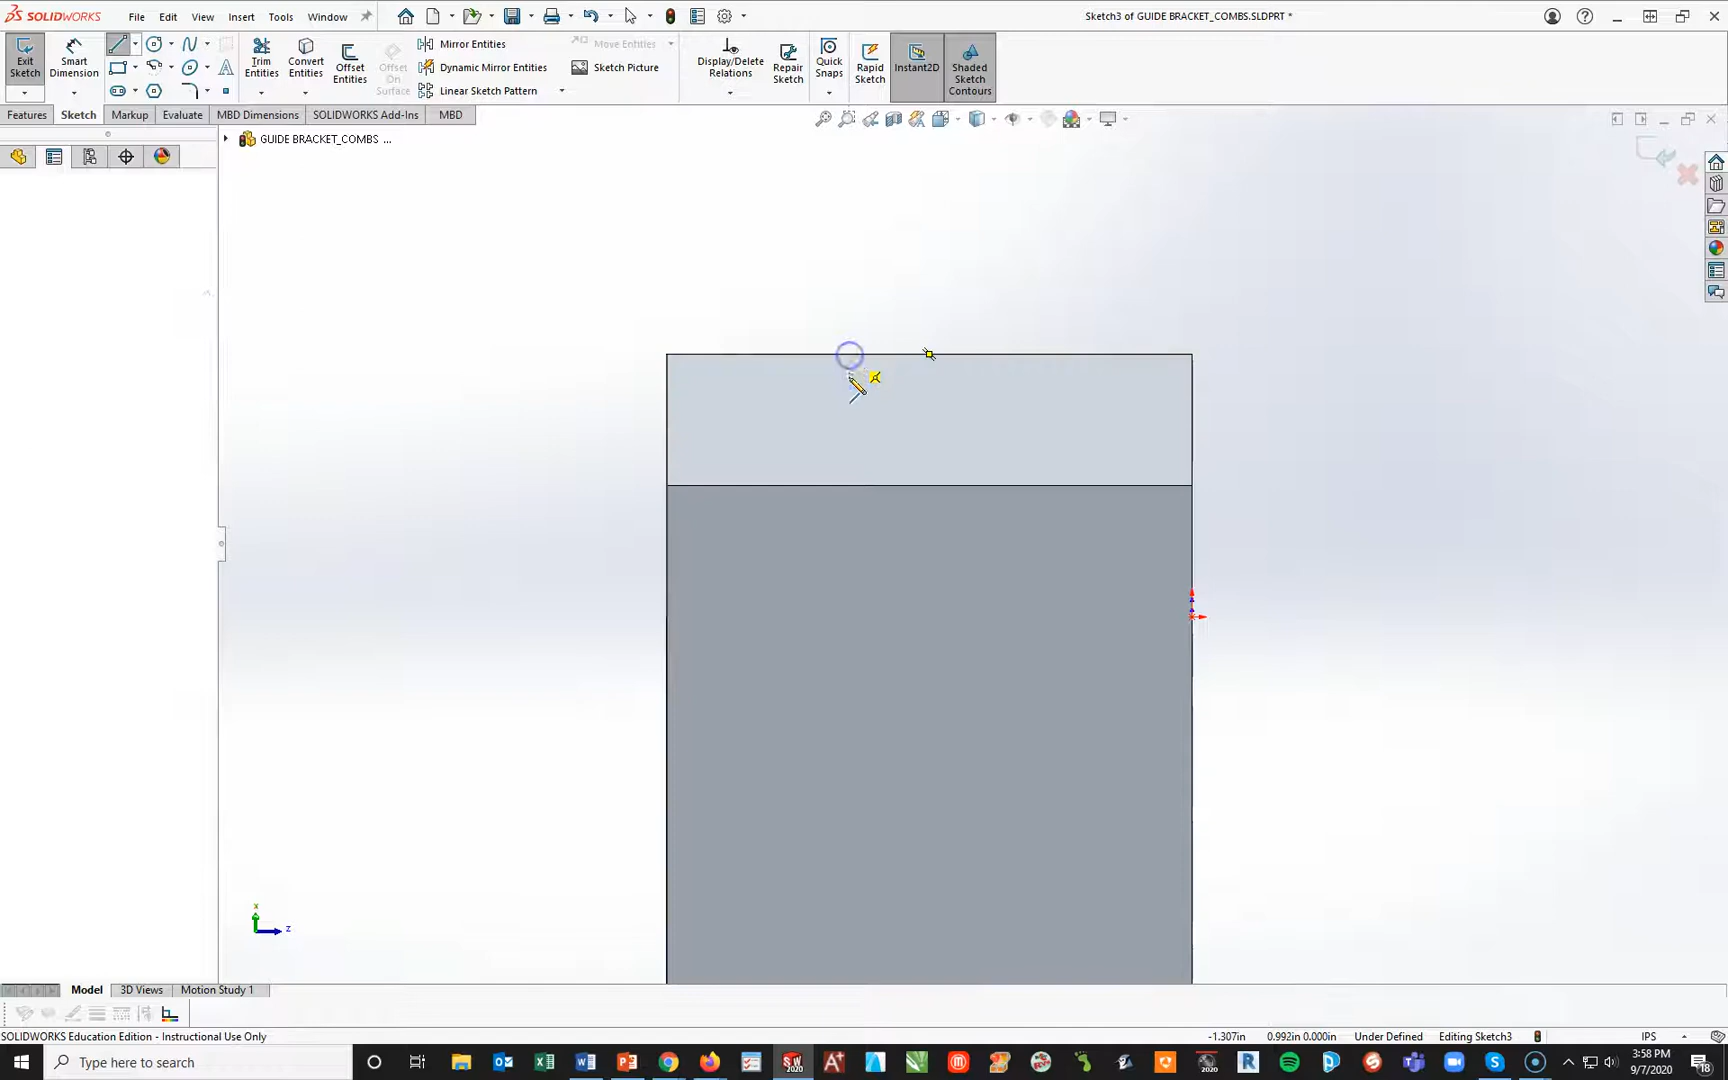 SOLIDWORKS File Edit View Insert Tools Window Sketch3 of GUIDE BRACKET_COMBS.SLDPRT *
Exit Sketch
Smart Dimension
Trim Entities
Convert Entities
Offset Entities
Offset On Surface
Mirror Entities
Dynamic Mirror Entities
Linear Sketch Pattern
Move Entities
Sketch Picture
Display/Delete Relations
Repair Sketch
Quick Snaps
Rapid Sketch
Instant2D
Shaded Sketch Contours
Features Sketch Markup Evaluate MBD Dimensions SOLIDWORKS Add-Ins MBD
GUIDE BRACKET_COMBS ...
x
z
Model 3D Views Motion Study 1
SOLIDWORKS Education Edition - Instructional Use Only -1.307in 0.992in 0.000in Under Defined Editing Sketch3 IPS
Type here to search
3:58 PM
9/7/2020
18